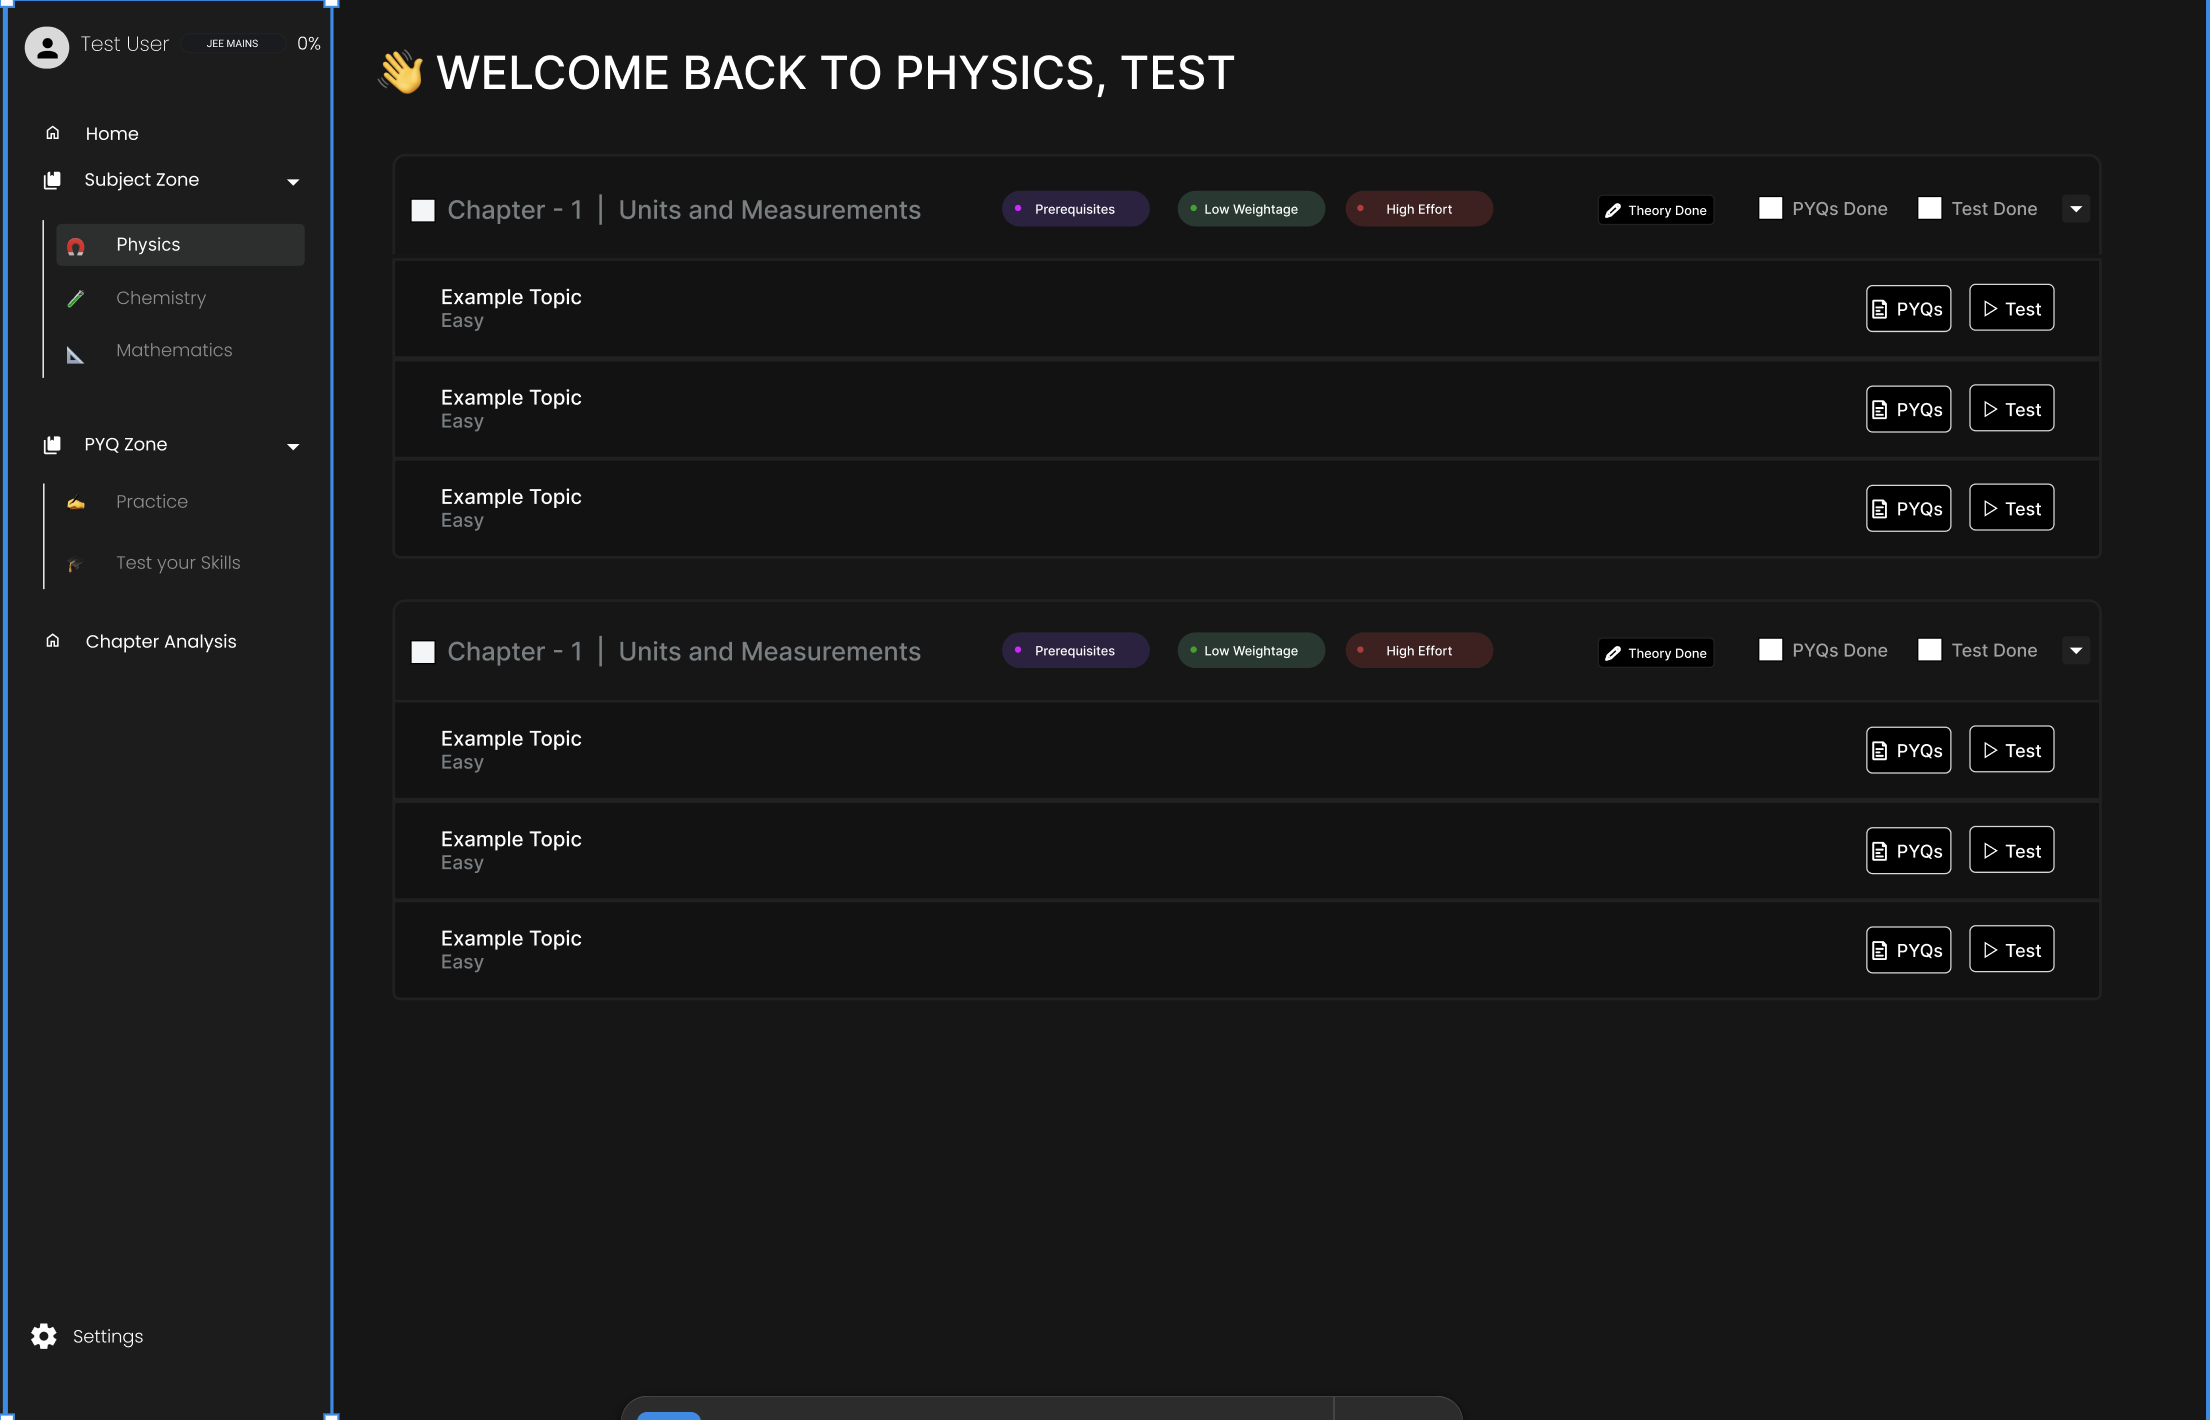 Test User JEE MAINS 0%
Home
Subject Zone
Physics
Chemistry
Mathematics
PYQ Zone
Practice
Test your Skills
Chapter Analysis
Settings
👋 WELCOME BACK TO PHYSICS, TEST
Chapter - 1 | Units and Measurements Prerequisites Low Weightage High Effort Theory Done PYQs Done Test Done
Example Topic
Easy
PYQs Test
Example Topic
Easy
PYQs Test
Example Topic
Easy
PYQs Test
Chapter - 1 | Units and Measurements Prerequisites Low Weightage High Effort Theory Done PYQs Done Test Done
Example Topic
Easy
PYQs Test
Example Topic
Easy
PYQs Test
Example Topic
Easy
PYQs Test